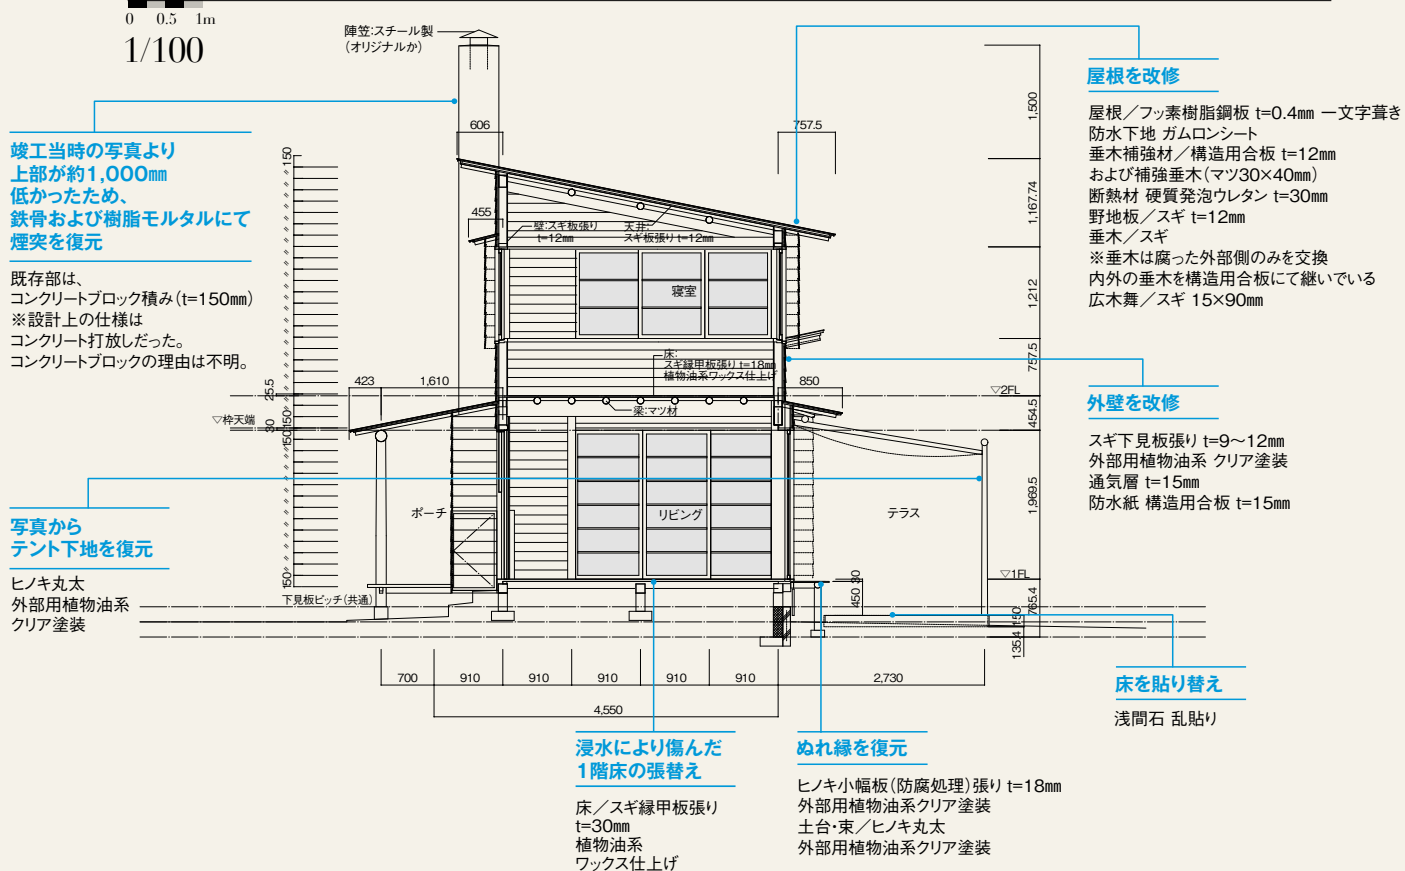 0 0.5 1m
1/100
陣笠:スチール製
(オリジナルか)
竣工当時の写真より
上部が約1,000㎜
低かったため、
鉄骨および樹脂モルタルにて
煙突を復元
既存部は、
コンクリートブロック積み(t=150㎜)
※設計上の仕様は
コンクリート打放しだった。
コンクリートブロックの理由は不明。
写真から
テント下地を復元
ヒノキ丸太
外部用植物油系
クリア塗装
屋根を改修
屋根／フッ素樹脂鋼板 t=0.4㎜ 一文字葺き
防水下地 ガムロンシート
垂木補強材／構造用合板 t=12㎜
および補強垂木(マツ30×40㎜)
断熱材 硬質発泡ウレタン t=30㎜
野地板／スギ t=12㎜
垂木／スギ
※垂木は腐った外部側のみを交換
内外の垂木を構造用合板にて継いでいる
広木舞／スギ 15×90㎜
外壁を改修
スギ下見板張り t=9〜12㎜
外部用植物油系 クリア塗装
通気層 t=15㎜
防水紙 構造用合板 t=15㎜
床を貼り替え
浅間石 乱貼り
606
757.5
455
壁:スギ板張り
t=12㎜
天井:
スギ板張り t=12㎜
寝室
床:
スギ縁甲板張り t=18㎜
植物油系ワックス仕上げ
423
1,610
850
梁:マツ材
▽枠天端
▽2FL
ポーチ
リビング
テラス
▽1FL
下見板ピッチ(共通)
150
25.5
150
30
150
150
1,500
1,167.74
1,212
757.5
454.5
1,969.5
765.4
150
135.4
30
450
700
910
910
910
910
910
2,730
4,550
浸水により傷んだ
1階床の張替え
床／スギ縁甲板張り
t=30㎜
植物油系
ワックス仕上げ
ぬれ縁を復元
ヒノキ小幅板(防腐処理)張り t=18㎜
外部用植物油系クリア塗装
土台・束／ヒノキ丸太
外部用植物油系クリア塗装